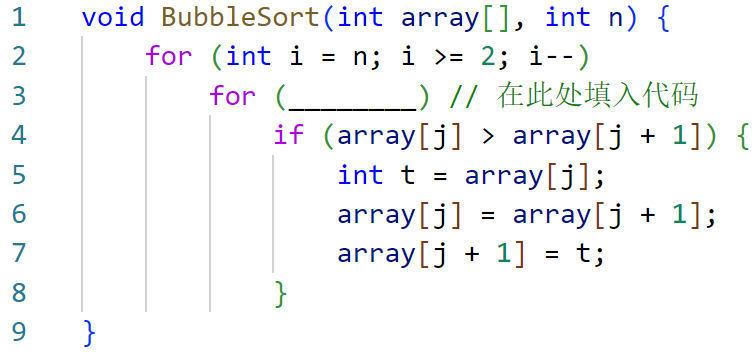 1 void BubbleSort(int array[], int n) {
2 for (int i = n; i >= 2; i--)
3 for (________) // 在此处填入代码
4 if (array[j] > array[j + 1]) {
5 int t = array[j];
6 array[j] = array[j + 1];
7 array[j + 1] = t;
8 }
9 }